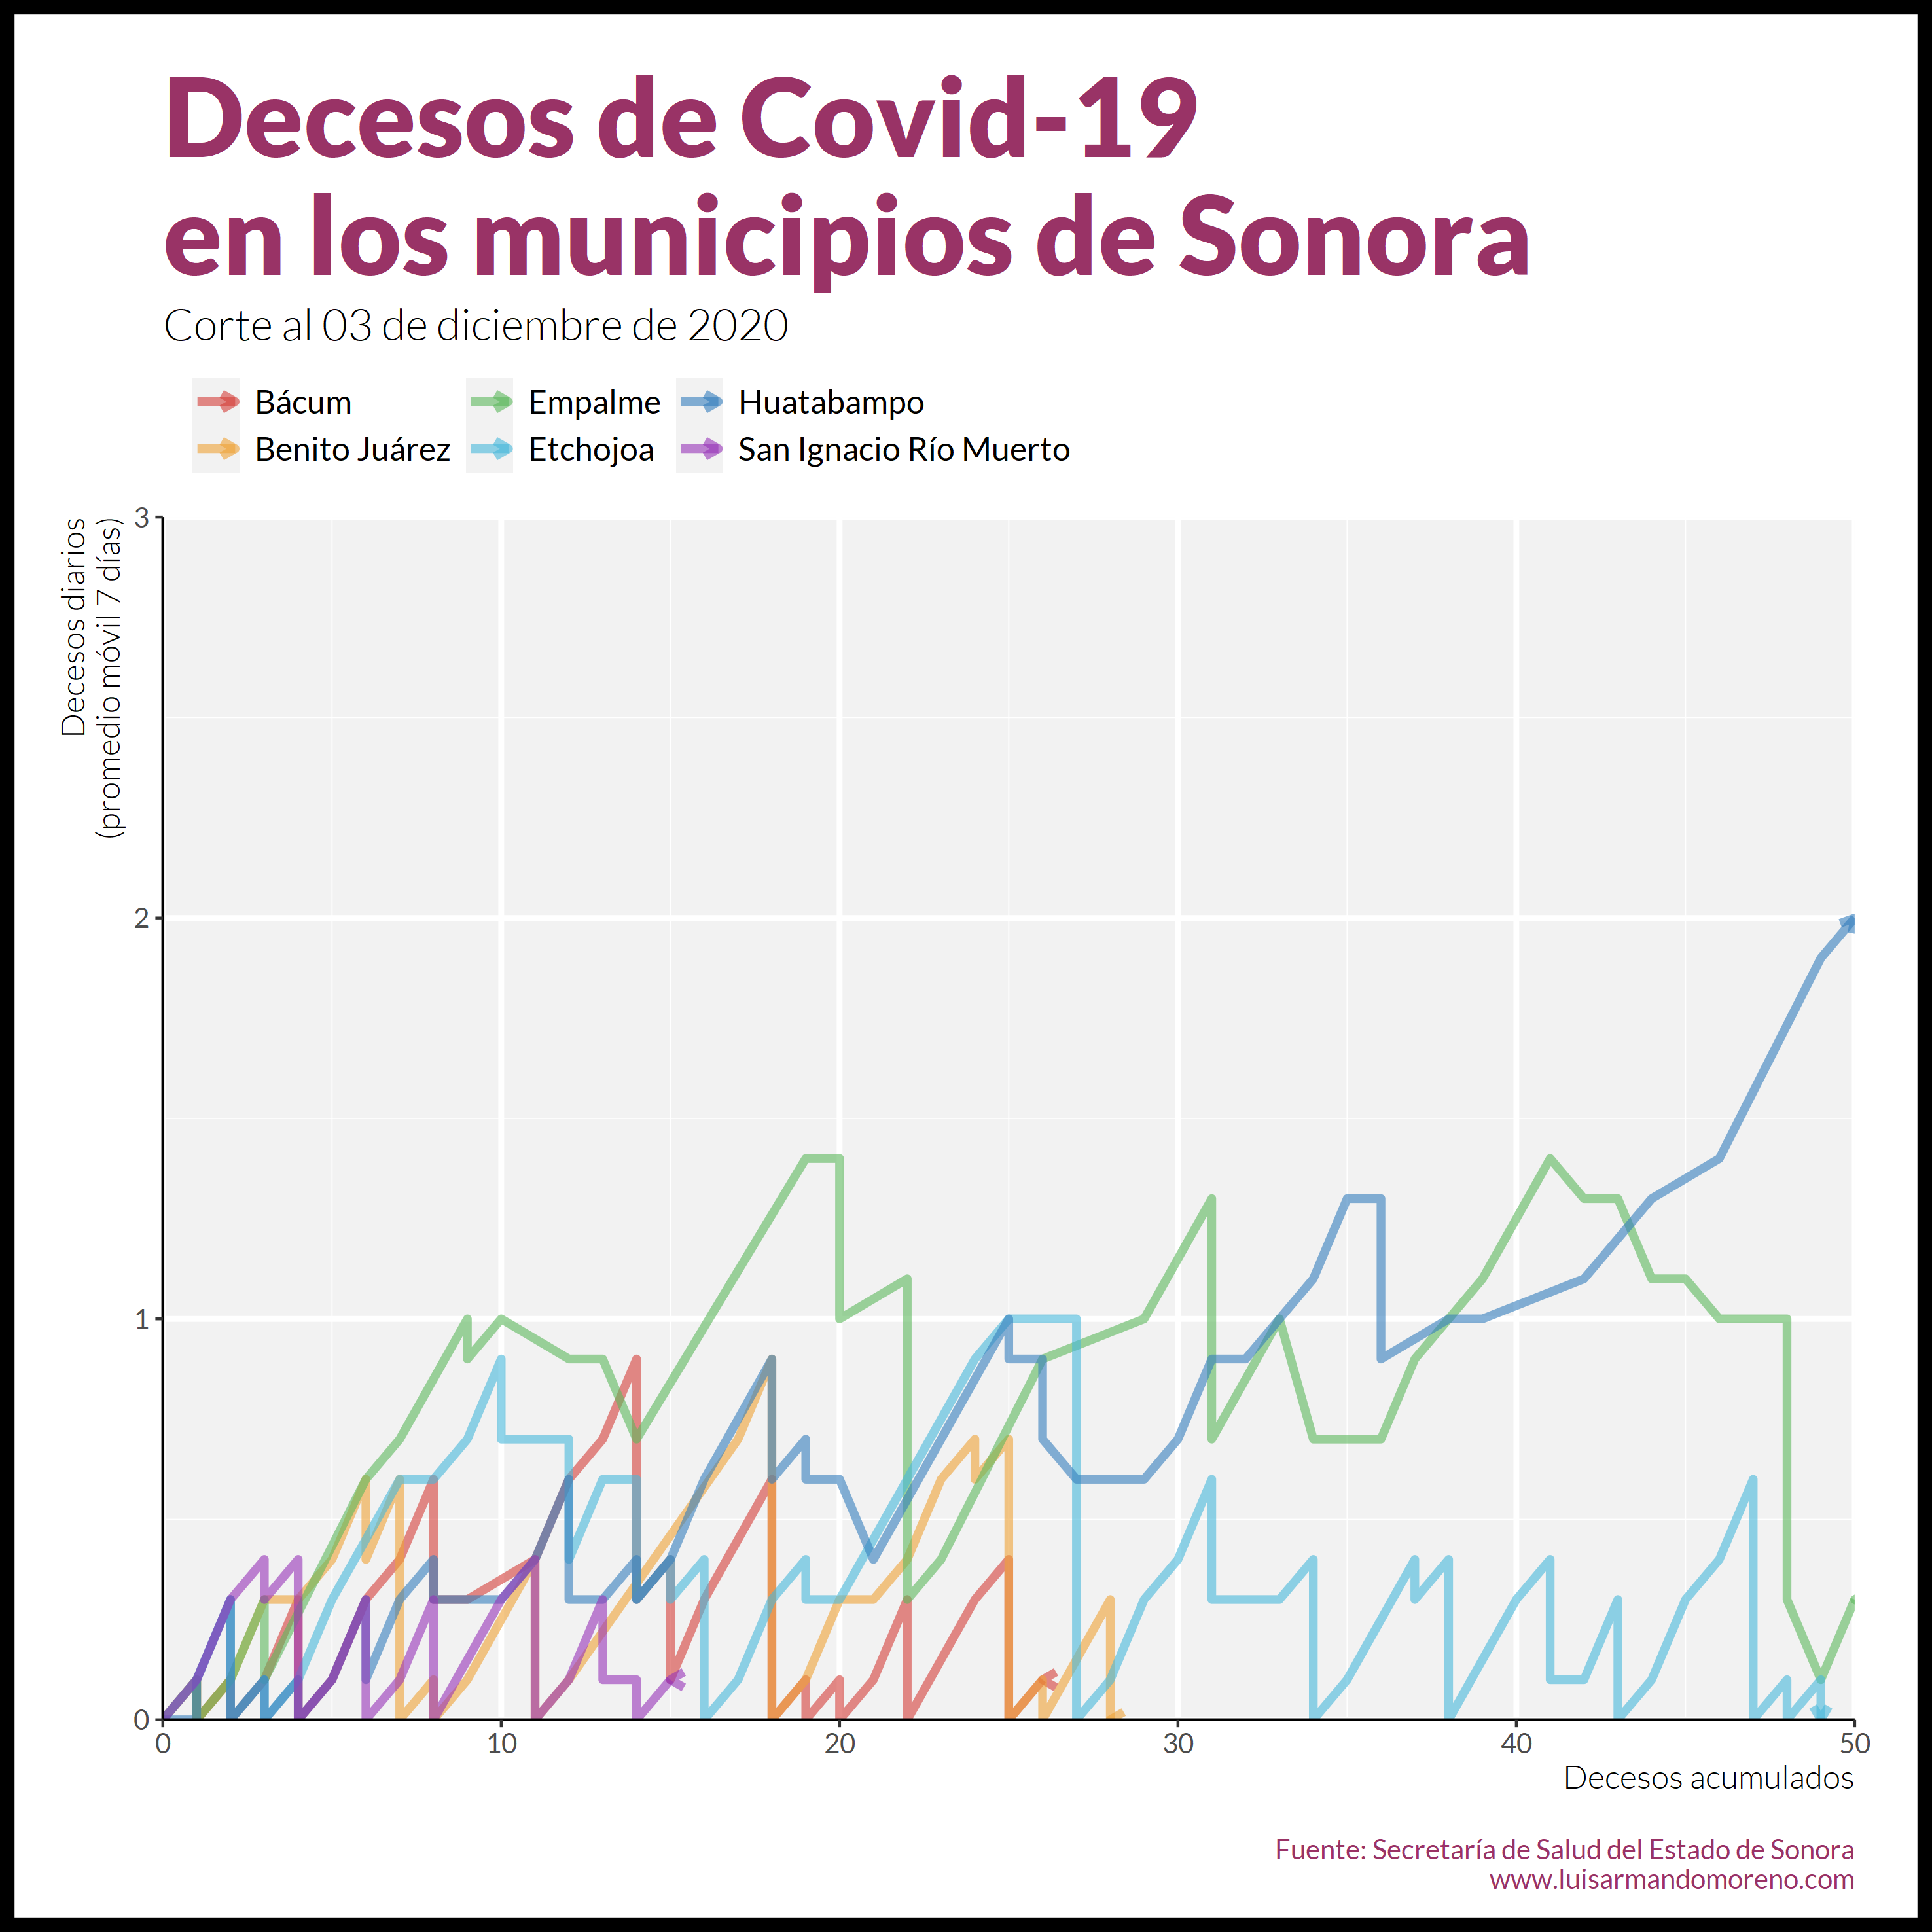 Decesos de Covid-19
en los municipios de Sonora
Corte al 03 de diciembre de 2020
Bácum
Empalme
Huatabampo
Benito Juárez
Etchojoa
San Ignacio Río Muerto
Decesos diarios
(promedio móvil 7 días)
3
2
1
0
0
10
20
30
40
50
Decesos acumulados
Fuente: Secretaría de Salud del Estado de Sonora
www.luisarmandomoreno.com